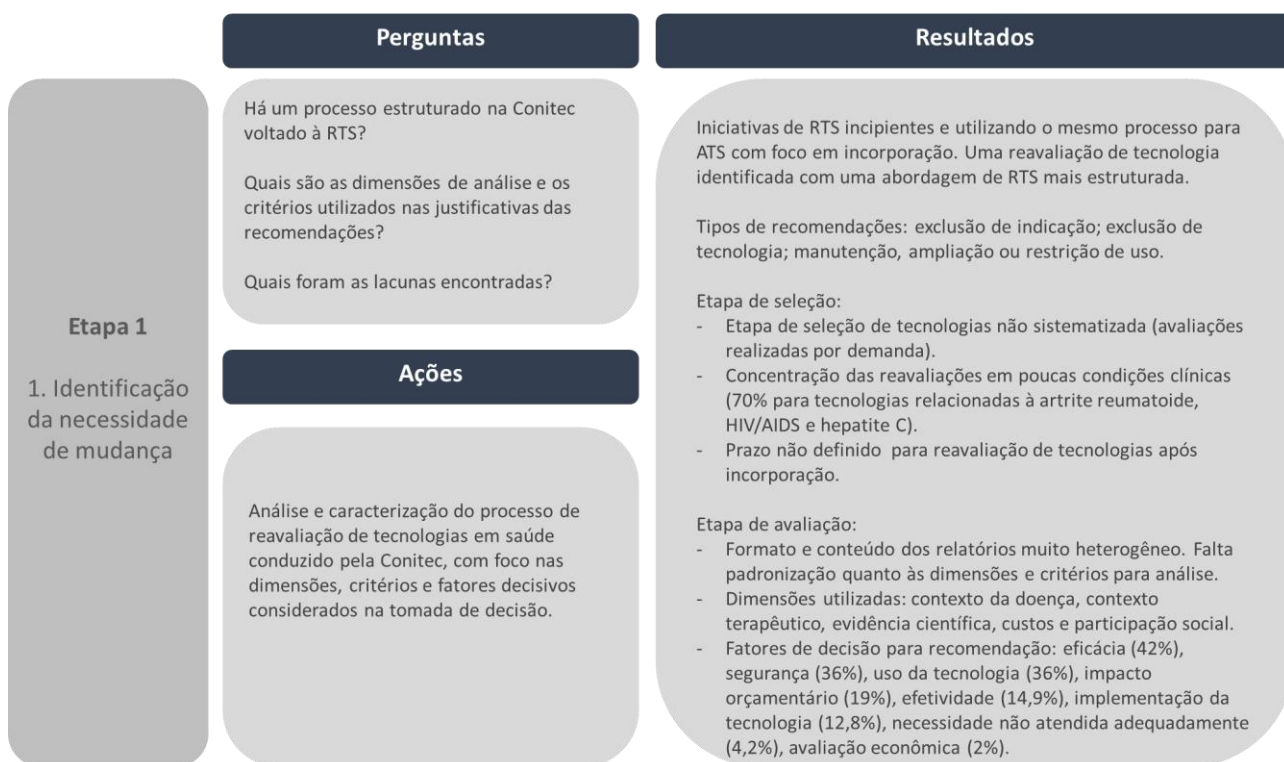 Perguntas
Resultados
Etapa 1
1. Identificação
da necessidade
de mudança
Há um processo estruturado na Conitec
voltado à RTS?
Quais são as dimensões de análise e os
critérios utilizados nas justificativas das
recomendações?
Quais foram as lacunas encontradas?
Ações
Análise e caracterização do processo de
reavaliação de tecnologias em saúde
conduzido pela Conitec, com foco nas
dimensões, critérios e fatores decisivos
considerados na tomada de decisão.
Iniciativas de RTS incipientes e utilizando o mesmo processo para
ATS com foco em incorporação. Uma reavaliação de tecnologia
identificada com uma abordagem de RTS mais estruturada.
Tipos de recomendações: exclusão de indicação; exclusão de
tecnologia; manutenção, ampliação ou restrição de uso.
Etapa de seleção:
- Etapa de seleção de tecnologias não sistematizada (avaliações
realizadas por demanda).
- Concentração das reavaliações em poucas condições clínicas
(70% para tecnologias relacionadas à artrite reumatoide,
HIV/AIDS e hepatite C).
- Prazo não definido para reavaliação de tecnologias após
incorporação.
Etapa de avaliação:
- Formato e conteúdo dos relatórios muito heterogêneo. Falta
padronização quanto às dimensões e critérios para análise.
- Dimensões utilizadas: contexto da doença, contexto
terapêutico, evidência científica, custos e participação social.
- Fatores de decisão para recomendação: eficácia (42%),
segurança (36%), uso da tecnologia (36%), impacto
orçamentário (19%), efetividade (14,9%), implementação da
tecnologia (12,8%), necessidade não atendida adequadamente
(4,2%), avaliação econômica (2%).